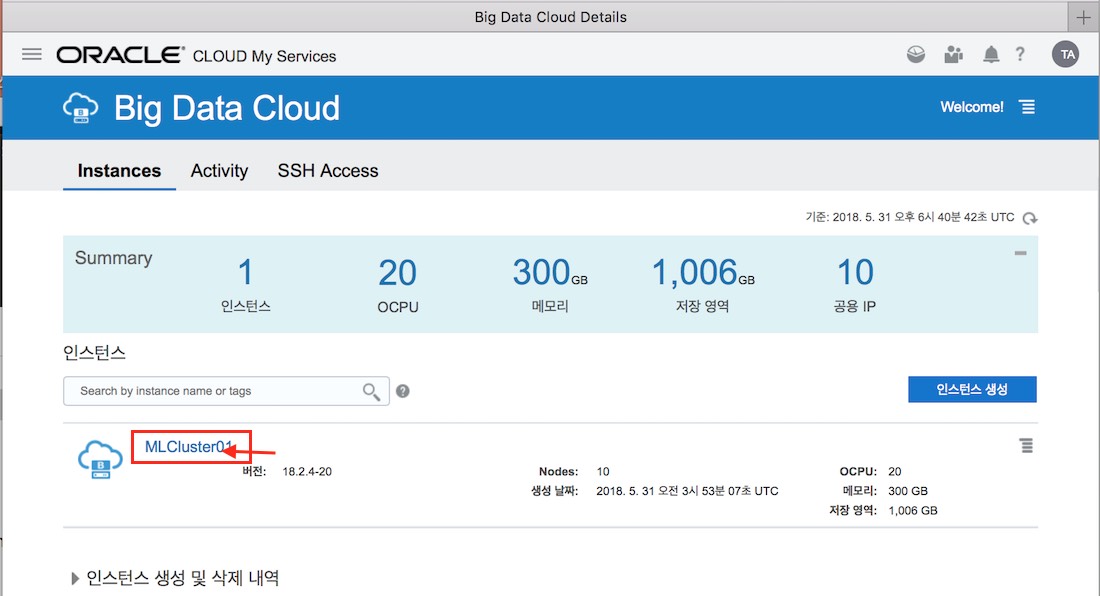 Big Data Cloud Details
ORACLE® CLOUD My Services
? TA
Big Data Cloud
Welcome!
Instances Activity SSH Access
기준: 2018. 5. 31 오후 6시 40분 42초 UTC
Summary
1 20 300 GB 1,006 GB 10
인스턴스 OCPU 메모리 저장 영역 공용 IP
인스턴스
Search by instance name or tags ?
인스턴스 생성
B MLCluster01
버전: 18.2.4-20 Nodes: 10 OCPU: 20
생성 날짜: 2018. 5. 31 오전 3시 53분 07초 UTC 메모리: 300 GB
저장 영역: 1,006 GB
인스턴스 생성 및 삭제 내역